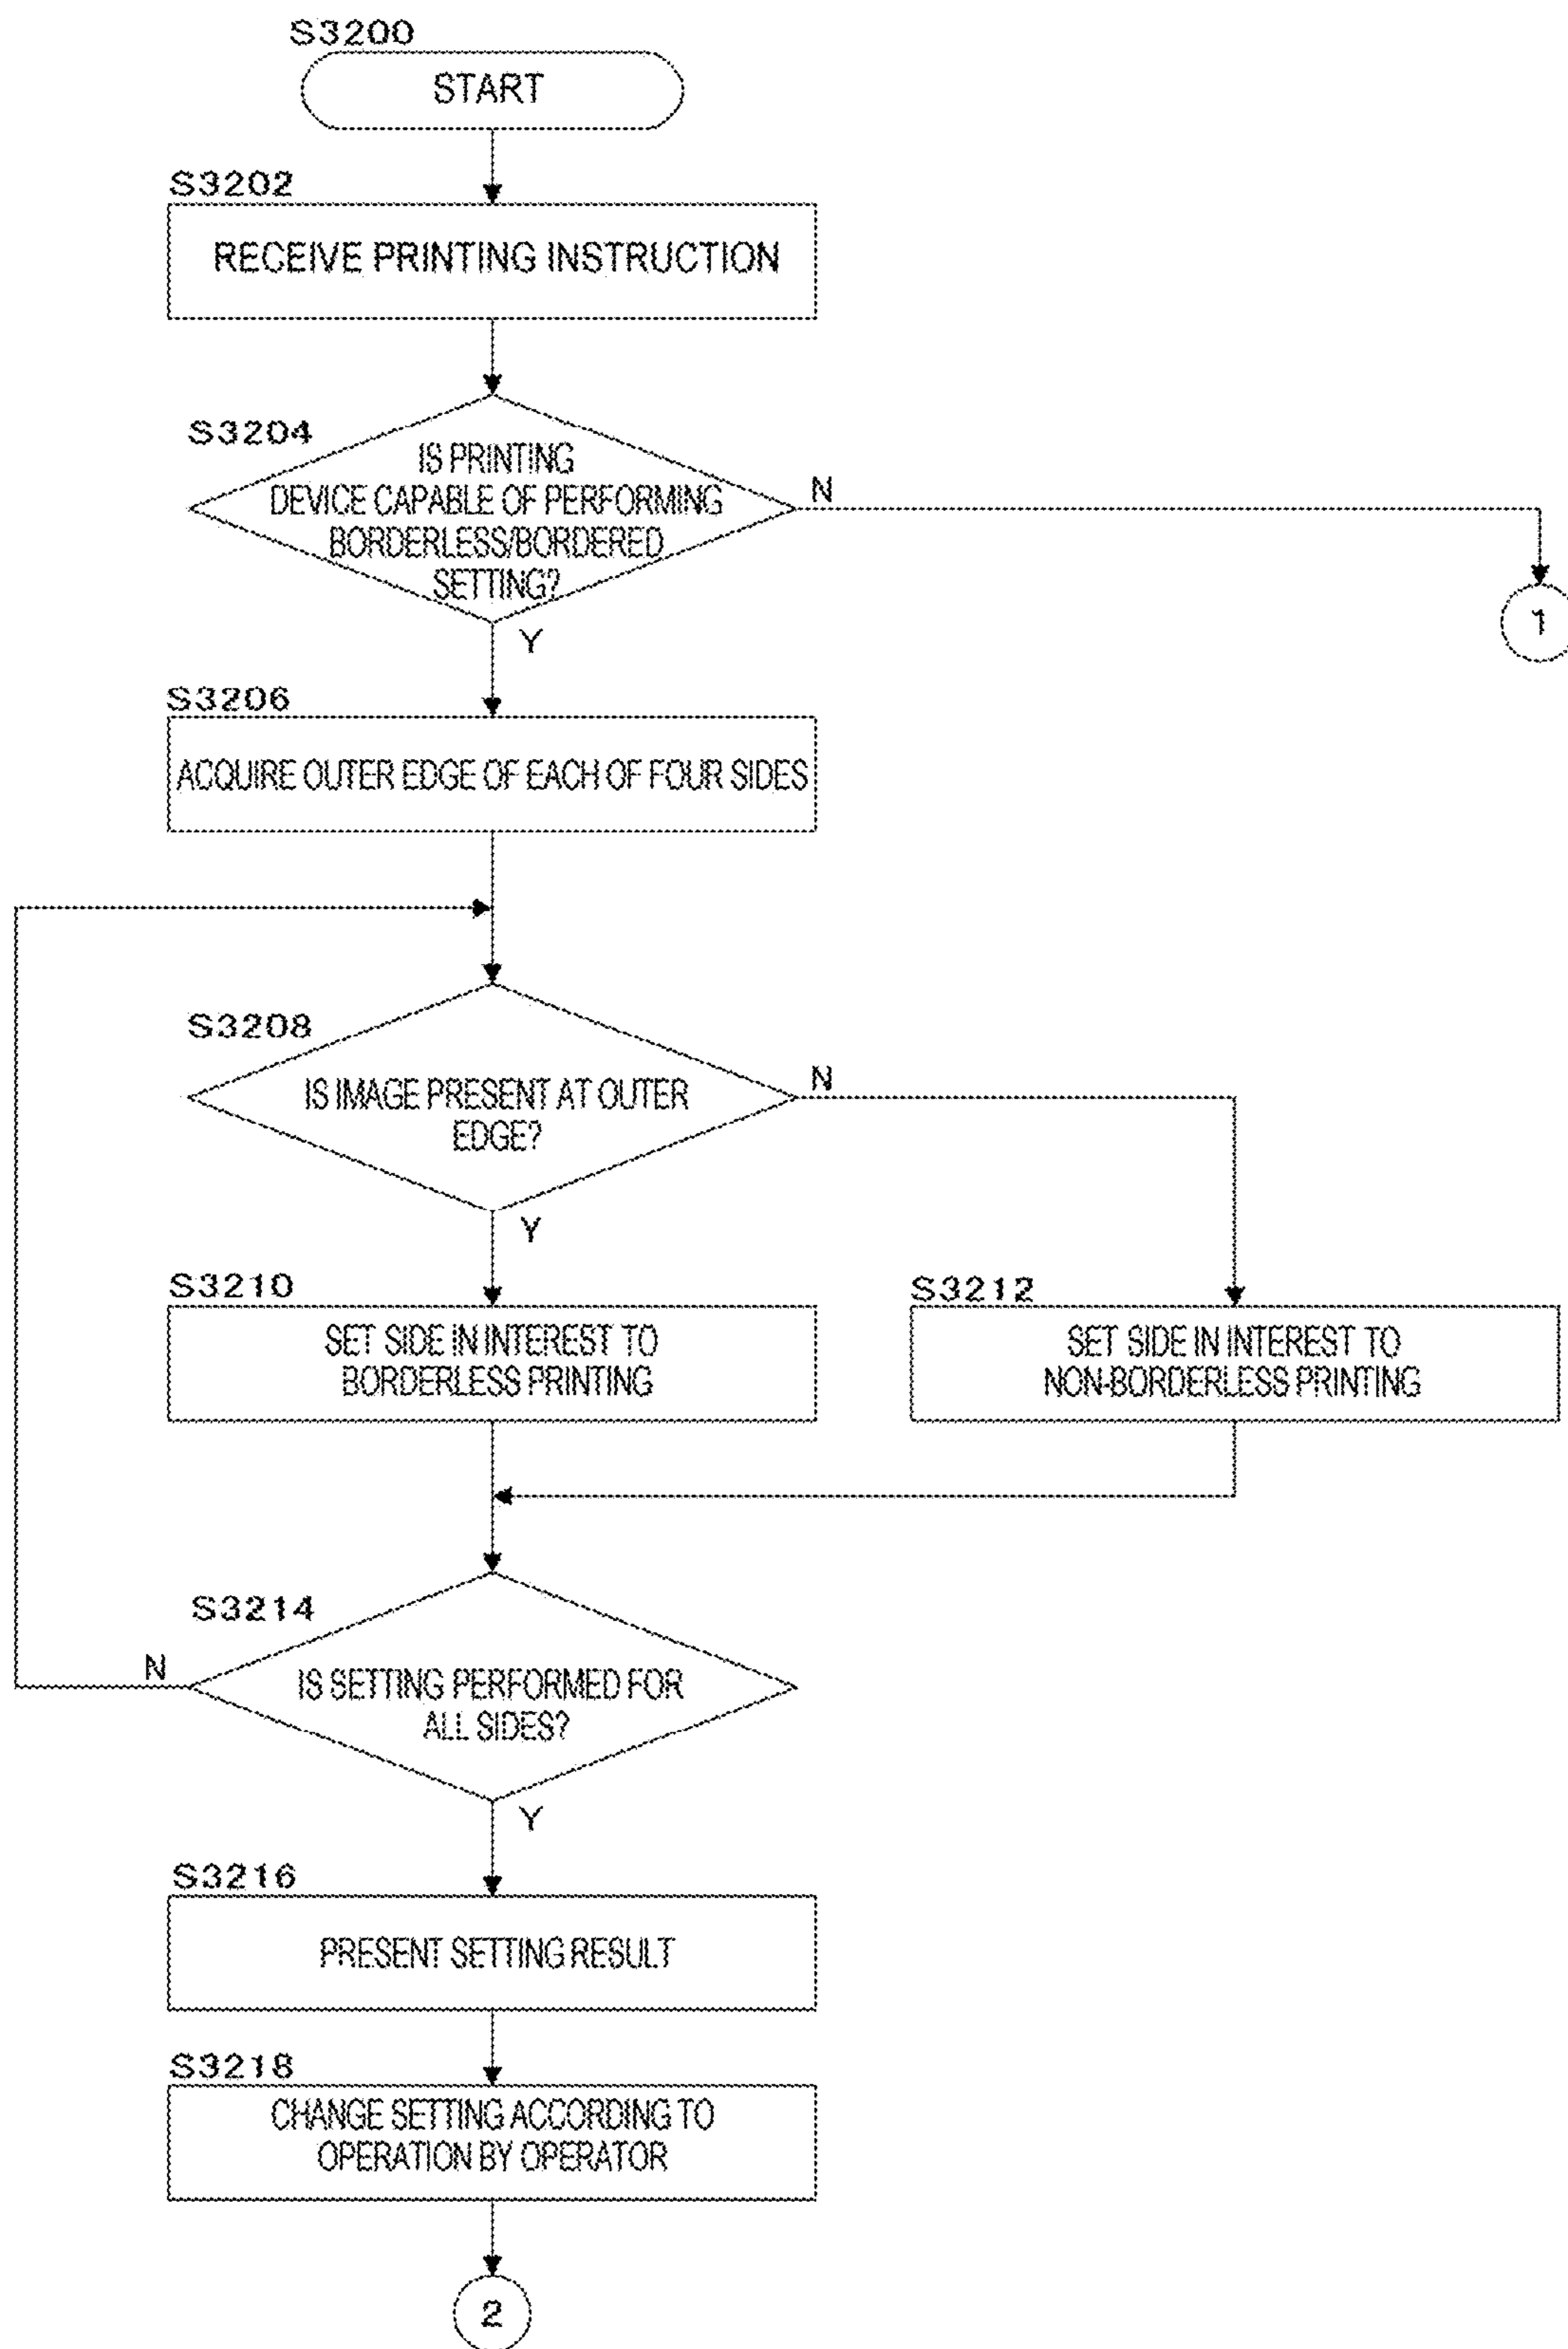 S3200
START
S3202
RECEIVE PRINTING INSTRUCTION
S3204
IS PRINTING
DEVICE CAPABLE OF PERFORMING
BORDERLESS/BORDERED
SETTING?
N
1
Y
S3206
ACQUIRE OUTER EDGE OF EACH OF FOUR SIDES
S3208
IS IMAGE PRESENT AT OUTER
EDGE?
N
Y
S3210
SET SIDE IN INTEREST TO
BORDERLESS PRINTING
S3212
SET SIDE IN INTEREST TO
NON-BORDERLESS PRINTING
S3214
N
IS SETTING PERFORMED FOR
ALL SIDES?
Y
S3216
PRESENT SETTING RESULT
S3218
CHANGE SETTING ACCORDING TO
OPERATION BY OPERATOR
2